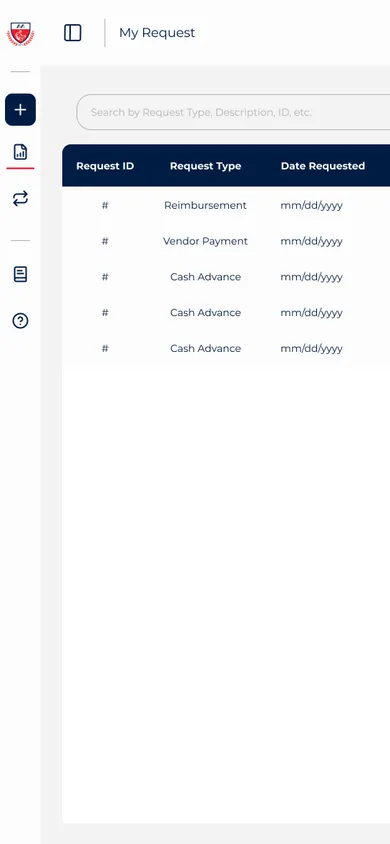 My Request
Search by Request Type, Description, ID, etc.
Request ID Request Type Date Requested
# Reimbursement mm/dd/yyyy
# Vendor Payment mm/dd/yyyy
# Cash Advance mm/dd/yyyy
# Cash Advance mm/dd/yyyy
# Cash Advance mm/dd/yyyy